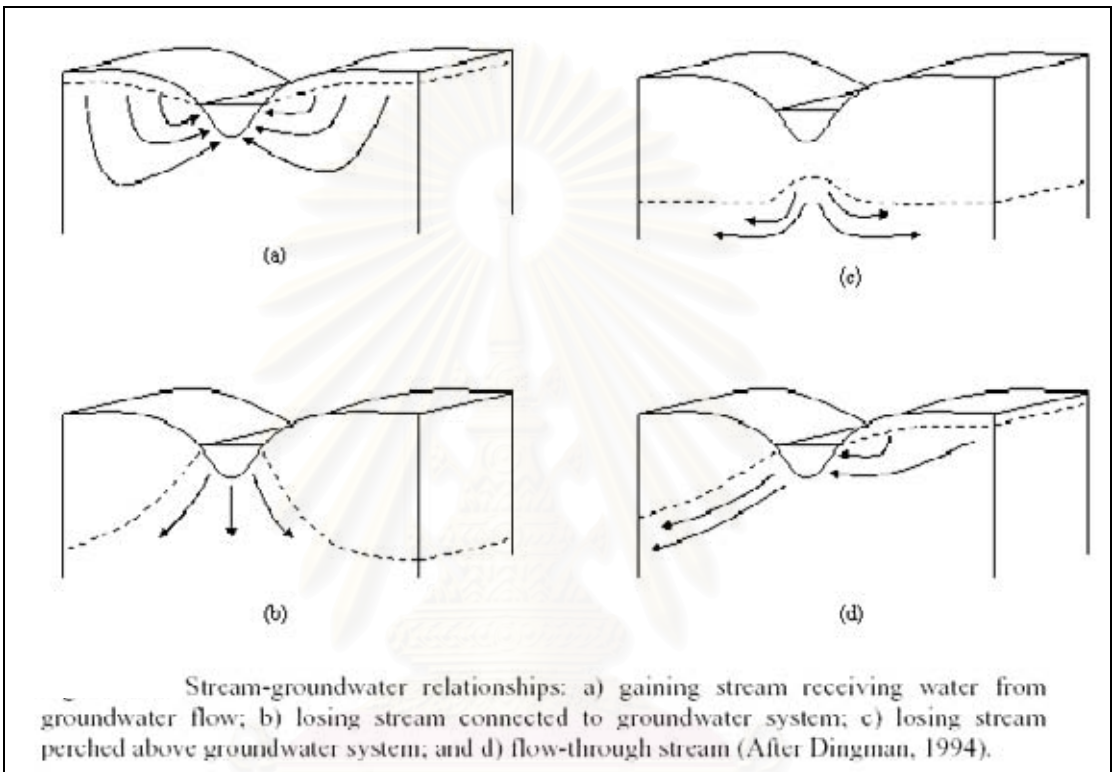 (a)
(c)
(b)
(d)
Stream-groundwater relationships: a) gaining stream receiving water from
groundwater flow; b) losing stream connected to groundwater system; c) losing stream
perched above groundwater system; and d) flow-through stream (After Dingman, 1994).